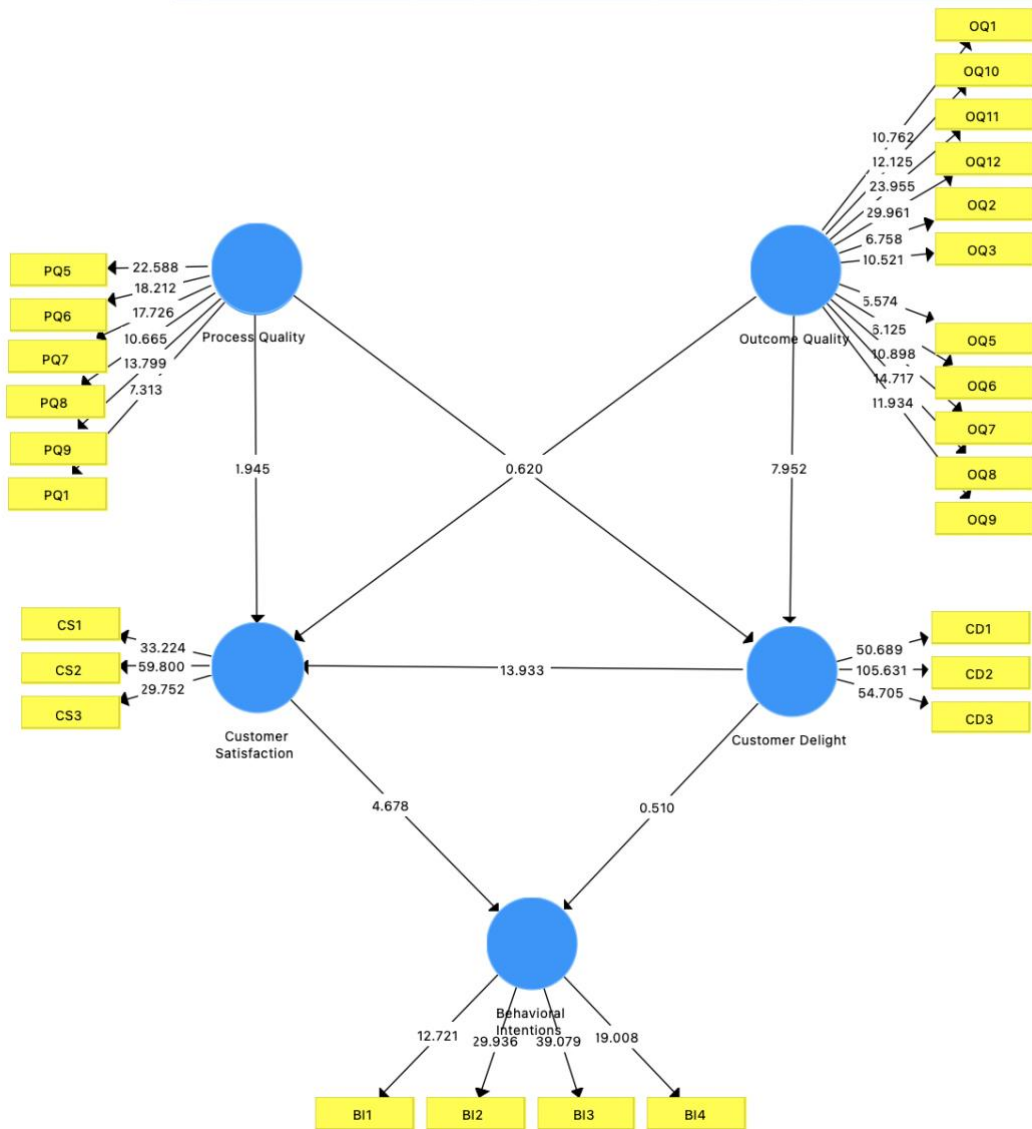 OQ1
OQ10
OQ11
10.762
OQ12
12.125
23.955
OQ2
29.961
6.758
OQ3
10.521
PQ5
22.588
18.212
5.574
PQ6
17.726
6.125
Process Quality
Outcome Quality
OQ5
10.665
10.898
PQ7
13.799
14.717
OQ6
7.313
11.934
PQ8
OQ7
PQ9
1.945
0.620
7.952
OQ8
PQ1
OQ9
CS1
CD1
33.224
50.689
CS2
59.800
13.933
105.631
CD2
29.752
54.705
CS3
CD3
Customer
Satisfaction
Customer Delight
4.678
0.510
Behavioral
Intentions
12.721
29.936
39.079
19.008
BI1
BI2
BI3
BI4